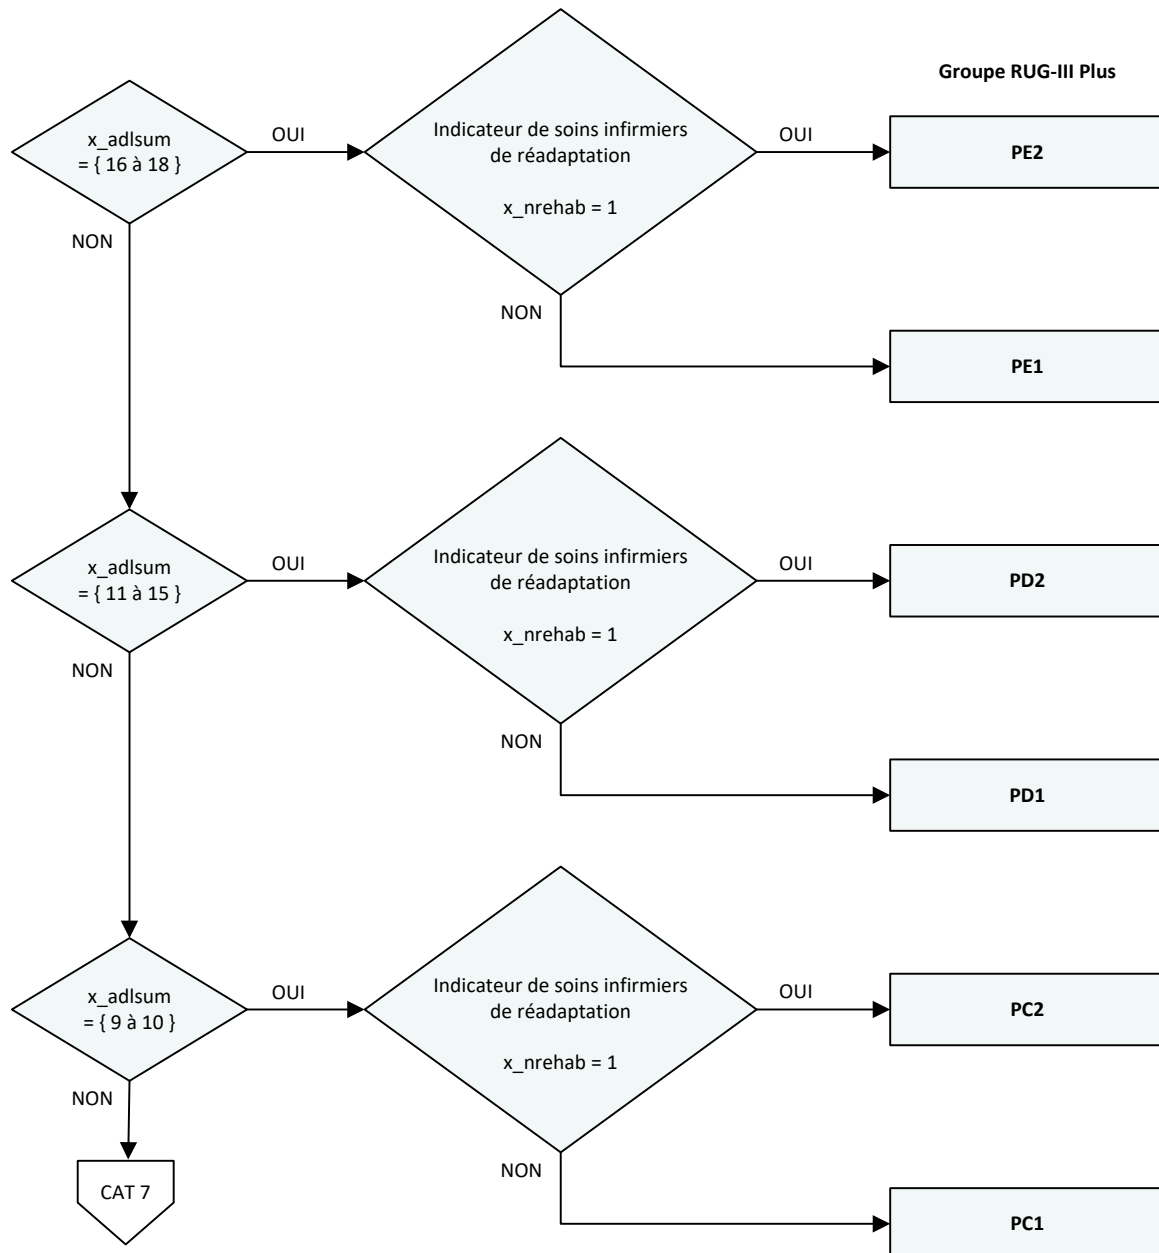 Groupe RUG-III Plus
x_adlsum
= { 16 à 18 }
OUI
Indicateur de soins infirmiers
de réadaptation
x_nrehab = 1
OUI
PE2
NON
NON
PE1
x_adlsum
= { 11 à 15 }
OUI
Indicateur de soins infirmiers
de réadaptation
x_nrehab = 1
OUI
PD2
NON
NON
PD1
x_adlsum
= { 9 à 10 }
OUI
Indicateur de soins infirmiers
de réadaptation
x_nrehab = 1
OUI
PC2
NON
NON
CAT 7
PC1